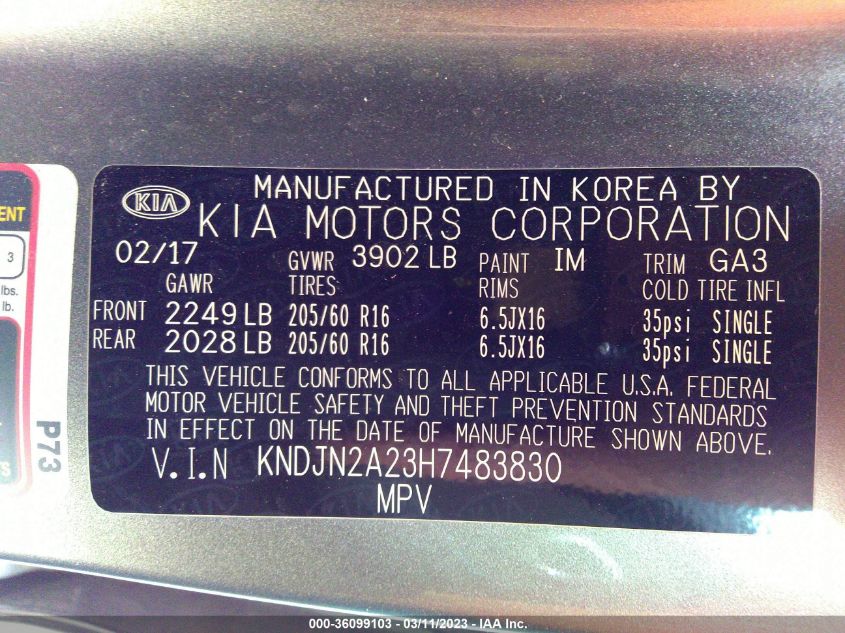 KIA
MANUFACTURED IN KOREA BY
KIA MOTORS CORPORATION
02/17 GVWR 3902 LB PAINT IM TRIM GA3
GAWR TIRES RIMS COLD TIRE INFL
FRONT 2249 LB 205/60 R16 6.5JX16 35psi SINGLE
REAR 2028 LB 205/60 R16 6.5JX16 35psi SINGLE
THIS VEHICLE CONFORMS TO ALL APPLICABLE U.S.A. FEDERAL
MOTOR VEHICLE SAFETY AND THEFT PREVENTION STANDARDS
IN EFFECT ON THE DATE OF MANUFACTURE SHOWN ABOVE.
V.I.N KNDJN2A23H7483830
MPV
3
lbs.
lb.
P73
000-36099103 - 03/11/2023 - IAA Inc.